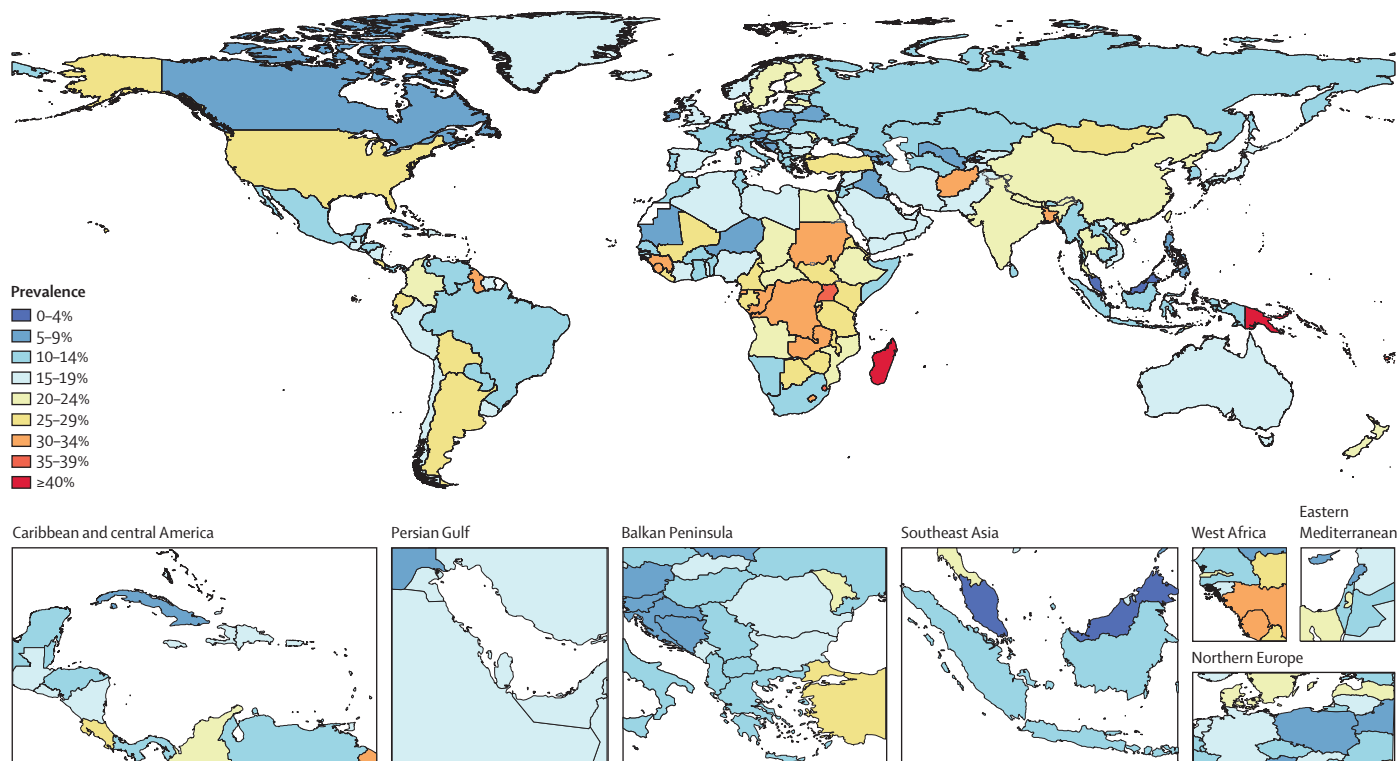 Prevalence
0–4%
5–9%
10–14%
15–19%
20–24%
25–29%
30–34%
35–39%
≥40%
Caribbean and central America
Persian Gulf
Balkan Peninsula
Southeast Asia
West Africa
Eastern
Mediterranean
Northern Europe